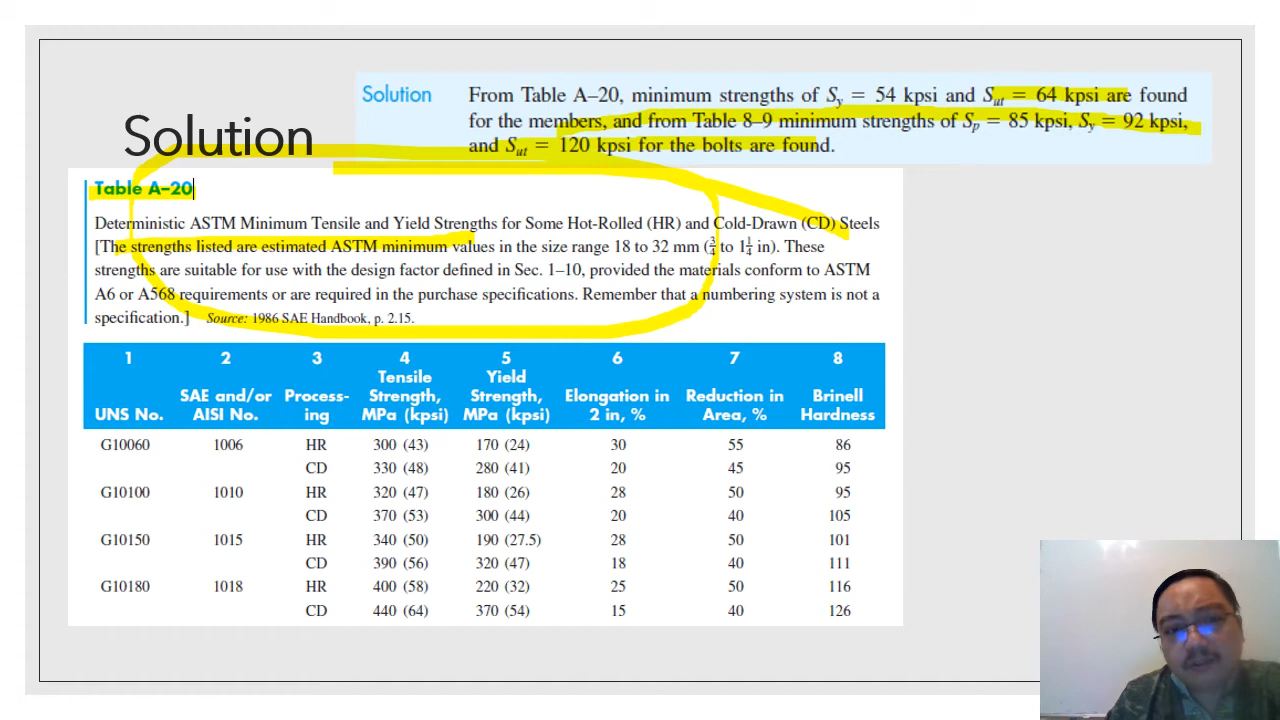 Solution
Solution From Table A–20, minimum strengths of Sy = 54 kpsi and Sut = 64 kpsi are found
for the members, and from Table 8–9 minimum strengths of Sp = 85 kpsi, Sy = 92 kpsi,
and Sut = 120 kpsi for the bolts are found.
Table A–20
Deterministic ASTM Minimum Tensile and Yield Strengths for Some Hot-Rolled (HR) and Cold-Drawn (CD) Steels
[The strengths listed are estimated ASTM minimum values in the size range 18 to 32 mm (3/4 to 1 1/4 in). These
strengths are suitable for use with the design factor defined in Sec. 1–10, provided the materials conform to ASTM
A6 or A568 requirements or are required in the purchase specifications. Remember that a numbering system is not a
specification.] Source: 1986 SAE Handbook, p. 2.15.
1 2 3 4 5 6 7 8
Tensile Yield
SAE and/or Process- Strength, Strength, Elongation in Reduction in Brinell
UNS No. AISI No. ing MPa (kpsi) MPa (kpsi) 2 in, % Area, % Hardness
G10060 1006 HR 300 (43) 170 (24) 30 55 86
CD 330 (48) 280 (41) 20 45 95
G10100 1010 HR 320 (47) 180 (26) 28 50 95
CD 370 (53) 300 (44) 20 40 105
G10150 1015 HR 340 (50) 190 (27.5) 28 50 101
CD 390 (56) 320 (47) 18 40 111
G10180 1018 HR 400 (58) 220 (32) 25 50 116
CD 440 (64) 370 (54) 15 40 126